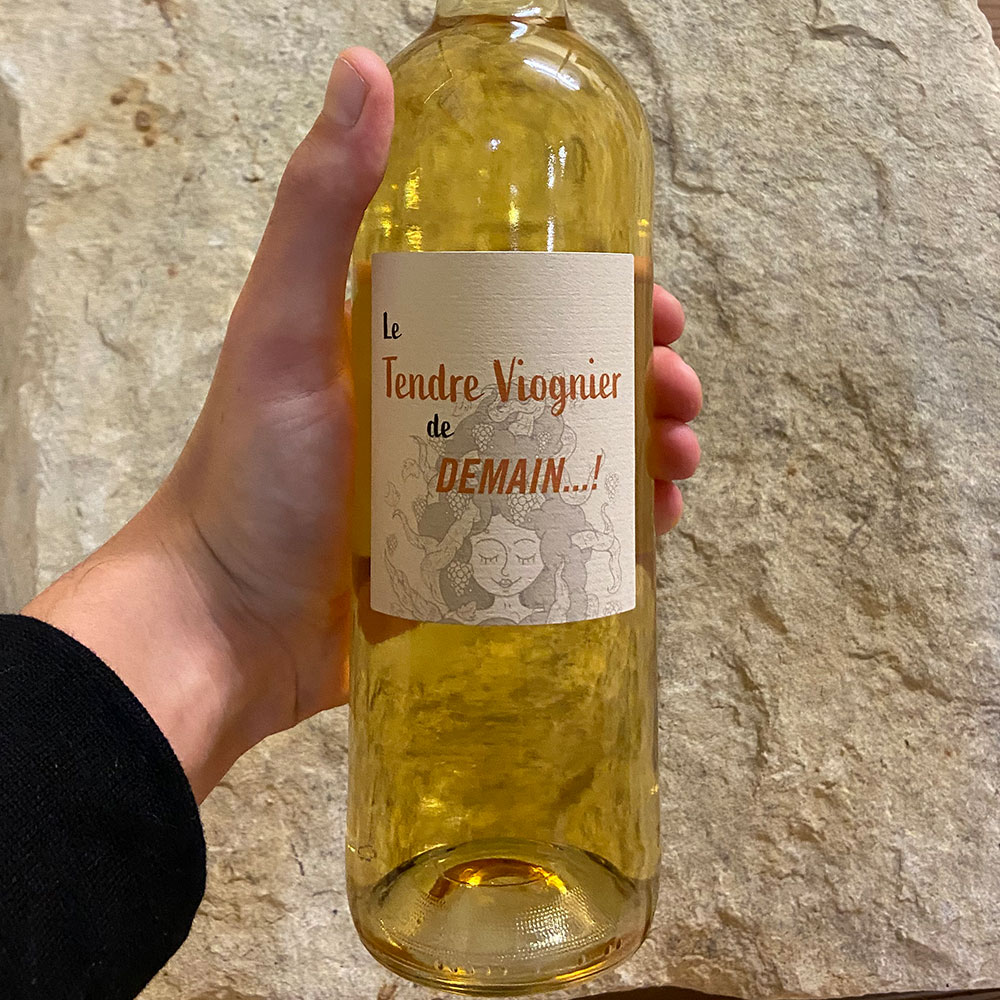 Le
Tendre Viognier
de
DEMAIN...!